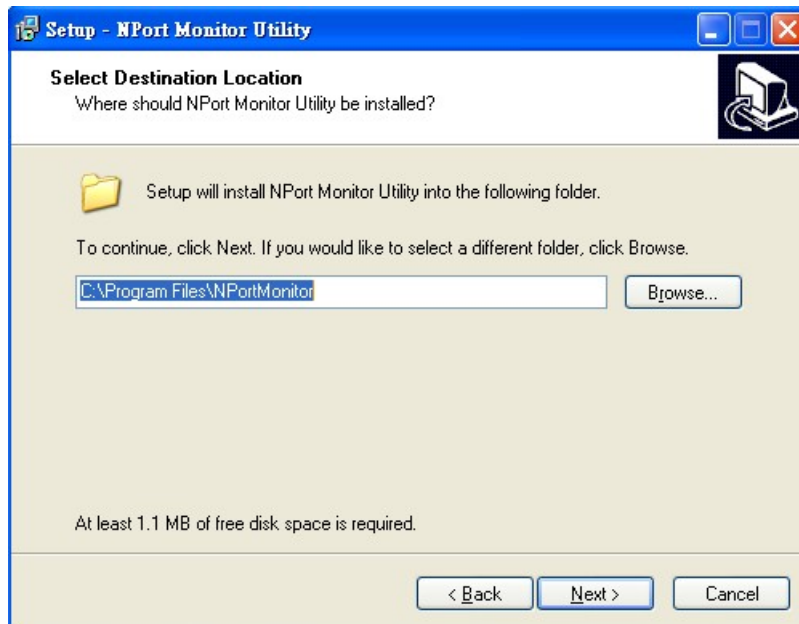 Setup - NPort Monitor Utility
Select Destination Location
Where should NPort Monitor Utility be installed?
Setup will install NPort Monitor Utility into the following folder.
To continue, click Next. If you would like to select a different folder, click Browse.
C:\Program Files\NPortMonitor
Browse...
At least 1.1 MB of free disk space is required.
< Back
Next >
Cancel